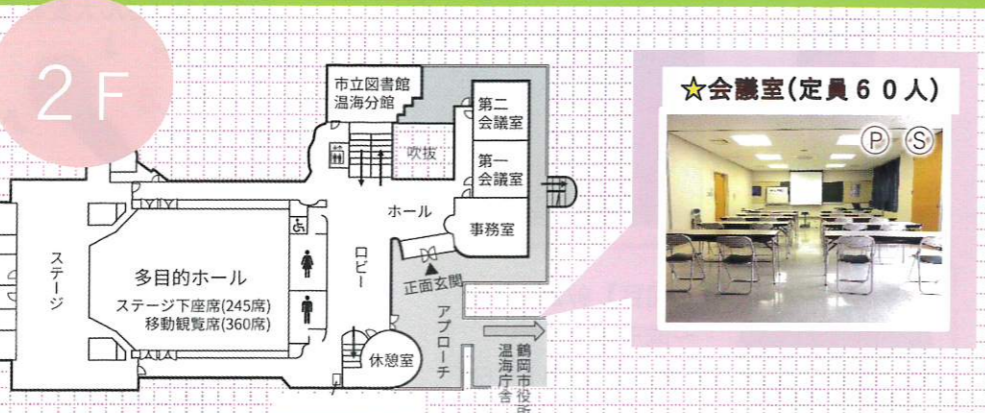 2F
市立図書館
温海分館
第二
会議室
吹抜
第一
会議室
ホール
事務室
正面玄関
ロビー
ステージ
多目的ホール
ステージ下座席(245席)
移動観覧席(360席)
アプローチ
休憩室
鶴岡市役所
温海庁舎
☆会議室(定員60人)
Ⓟ Ⓢ